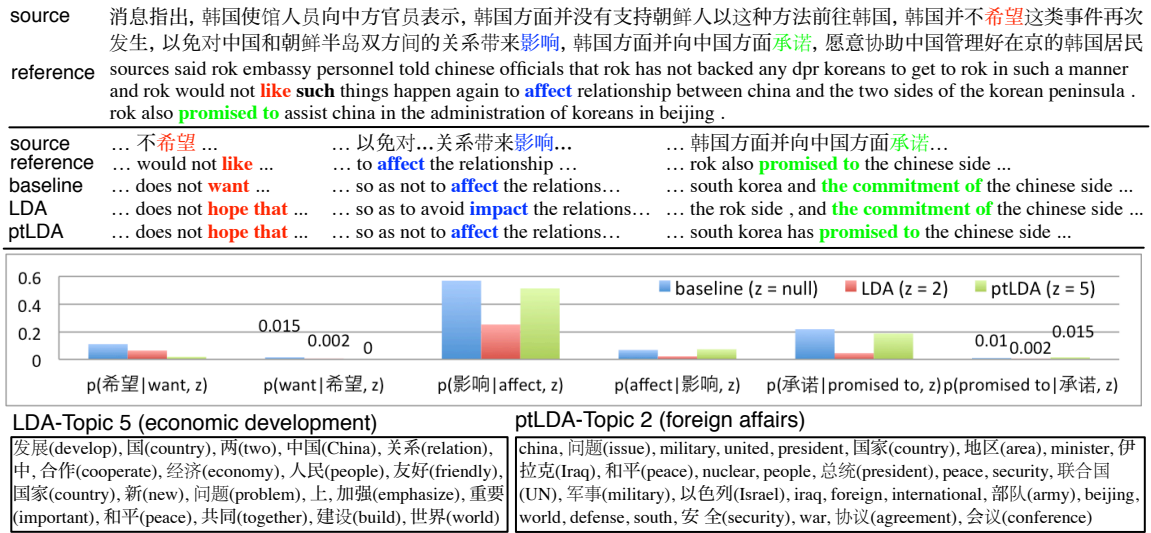 source 消息指出, 韩国使馆人员向中方官员表示, 韩国方面并没有支持朝鲜人以这种方法前往韩国, 韩国并不希望这类事件再次
发生, 以免对中国和朝鲜半岛双方间的关系带来影响, 韩国方面并向中国方面承诺, 愿意协助中国管理好在京的韩国居民
reference sources said rok embassy personnel told chinese officials that rok has not backed any dpr koreans to get to rok in such a manner
and rok would not like such things happen again to affect relationship between china and the two sides of the korean peninsula .
rok also promised to assist china in the administration of koreans in beijing .
source … 不希望 ... … 以免对…关系带来影响… … 韩国方面并向中国方面承诺…
reference … would not like ... … to affect the relationship … … rok also promised to the chinese side ...
baseline … does not want ... … so as not to affect the relations… … south korea and the commitment of the chinese side ...
LDA … does not hope that ... … so as to avoid impact the relations… … the rok side , and the commitment of the chinese side ...
ptLDA … does not hope that ... … so as not to affect the relations… … south korea has promised to the chinese side ...
0.6
0.4
0.2
0
baseline (z = null) LDA (z = 2) ptLDA (z = 5)
0.015 0.002 0 0.01 0.002 0.015
p(希望|want, z) p(want|希望, z) p(影响|affect, z) p(affect|影响, z) p(承诺|promised to, z) p(promised to|承诺, z)
LDA-Topic 5 (economic development)
发展(develop), 国(country), 两(two), 中国(China), 关系(relation),
中, 合作(cooperate), 经济(economy), 人民(people), 友好(friendly),
国家(country), 新(new), 问题(problem), 上, 加强(emphasize), 重要
(important), 和平(peace), 共同(together), 建设(build), 世界(world)
ptLDA-Topic 2 (foreign affairs)
china, 问题(issue), military, united, president, 国家(country), 地区(area), minister, 伊
拉克(Iraq), 和平(peace), nuclear, people, 总统(president), peace, security, 联合国
(UN), 军事(military), 以色列(Israel), iraq, foreign, international, 部队(army), beijing,
world, defense, south, 安 全(security), war, 协议(agreement), 会议(conference)